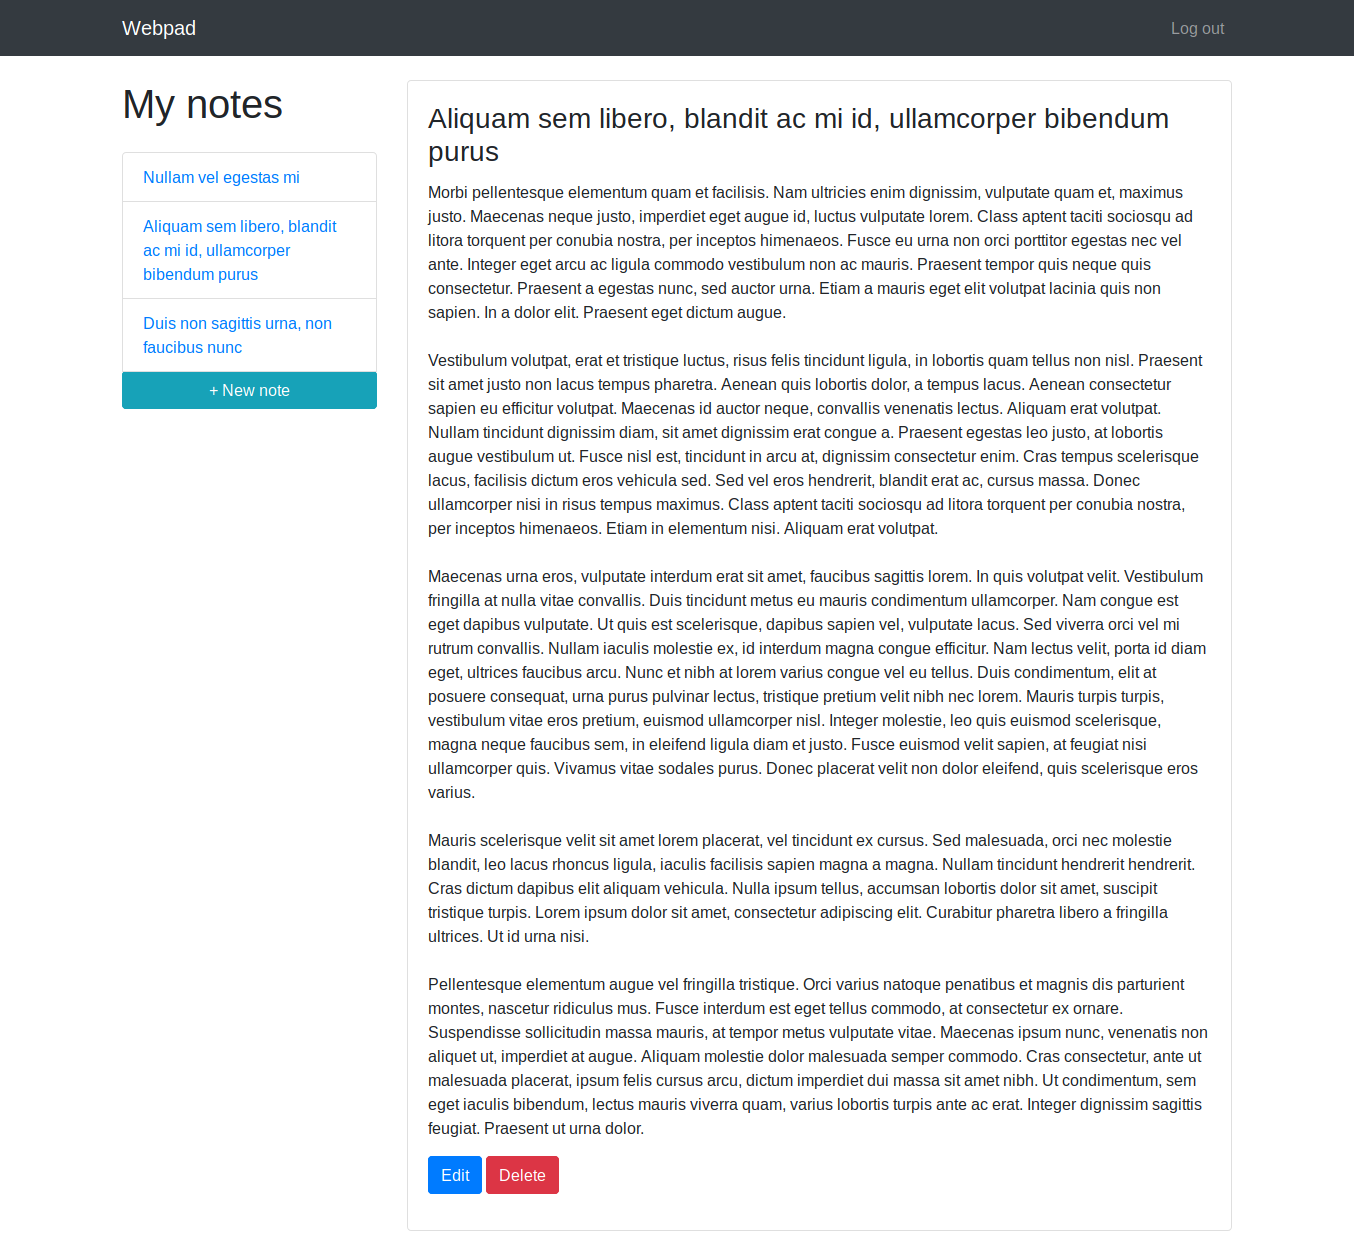 Webpad
Log out
My notes
Nullam vel egestas mi
Aliquam sem libero, blandit
ac mi id, ullamcorper
bibendum purus
Duis non sagittis urna, non
faucibus nunc
+ New note
Aliquam sem libero, blandit ac mi id, ullamcorper bibendum
purus
Morbi pellentesque elementum quam et facilisis. Nam ultricies enim dignissim, vulputate quam et, maximus
justo. Maecenas neque justo, imperdiet eget augue id, luctus vulputate lorem. Class aptent taciti sociosqu ad
litora torquent per conubia nostra, per inceptos himenaeos. Fusce eu urna non orci porttitor egestas nec vel
ante. Integer eget arcu ac ligula commodo vestibulum non ac mauris. Praesent tempor quis neque quis
consectetur. Praesent a egestas nunc, sed auctor urna. Etiam a mauris eget elit volutpat lacinia quis non
sapien. In a dolor elit. Praesent eget dictum augue.
Vestibulum volutpat, erat et tristique luctus, risus felis tincidunt ligula, in lobortis quam tellus non nisl. Praesent
sit amet justo non lacus tempus pharetra. Aenean quis lobortis dolor, a tempus lacus. Aenean consectetur
sapien eu efficitur volutpat. Maecenas id auctor neque, convallis venenatis lectus. Aliquam erat volutpat.
Nullam tincidunt dignissim diam, sit amet dignissim erat congue a. Praesent egestas leo justo, at lobortis
augue vestibulum ut. Fusce nisl est, tincidunt in arcu at, dignissim consectetur enim. Cras tempus scelerisque
lacus, facilisis dictum eros vehicula sed. Sed vel eros hendrerit, blandit erat ac, cursus massa. Donec
ullamcorper nisi in risus tempus maximus. Class aptent taciti sociosqu ad litora torquent per conubia nostra,
per inceptos himenaeos. Etiam in elementum nisi. Aliquam erat volutpat.
Maecenas urna eros, vulputate interdum erat sit amet, faucibus sagittis lorem. In quis volutpat velit. Vestibulum
fringilla at nulla vitae convallis. Duis tincidunt metus eu mauris condimentum ullamcorper. Nam congue est
eget dapibus vulputate. Ut quis est scelerisque, dapibus sapien vel, vulputate lacus. Sed viverra orci vel mi
rutrum convallis. Nullam iaculis molestie ex, id interdum magna congue efficitur. Nam lectus velit, porta id diam
eget, ultrices faucibus arcu. Nunc et nibh at lorem varius congue vel eu tellus. Duis condimentum, elit at
posuere consequat, urna purus pulvinar lectus, tristique pretium velit nibh nec lorem. Mauris turpis turpis,
vestibulum vitae eros pretium, euismod ullamcorper nisl. Integer molestie, leo quis euismod scelerisque,
magna neque faucibus sem, in eleifend ligula diam et justo. Fusce euismod velit sapien, at feugiat nisi
ullamcorper quis. Vivamus vitae sodales purus. Donec placerat velit non dolor eleifend, quis scelerisque eros
varius.
Mauris scelerisque velit sit amet lorem placerat, vel tincidunt ex cursus. Sed malesuada, orci nec molestie
blandit, leo lacus rhoncus ligula, iaculis facilisis sapien magna a magna. Nullam tincidunt hendrerit hendrerit.
Cras dictum dapibus elit aliquam vehicula. Nulla ipsum tellus, accumsan lobortis dolor sit amet, suscipit
tristique turpis. Lorem ipsum dolor sit amet, consectetur adipiscing elit. Curabitur pharetra libero a fringilla
ultrices. Ut id urna nisi.
Pellentesque elementum augue vel fringilla tristique. Orci varius natoque penatibus et magnis dis parturient
montes, nascetur ridiculus mus. Fusce interdum est eget tellus commodo, at consectetur ex ornare.
Suspendisse sollicitudin massa mauris, at tempor metus vulputate vitae. Maecenas ipsum nunc, venenatis non
aliquet ut, imperdiet at augue. Aliquam molestie dolor malesuada semper commodo. Cras consectetur, ante ut
malesuada placerat, ipsum felis cursus arcu, dictum imperdiet dui massa sit amet nibh. Ut condimentum, sem
eget iaculis bibendum, lectus mauris viverra quam, varius lobortis turpis ante ac erat. Integer dignissim sagittis
feugiat. Praesent ut urna dolor.
Edit
Delete